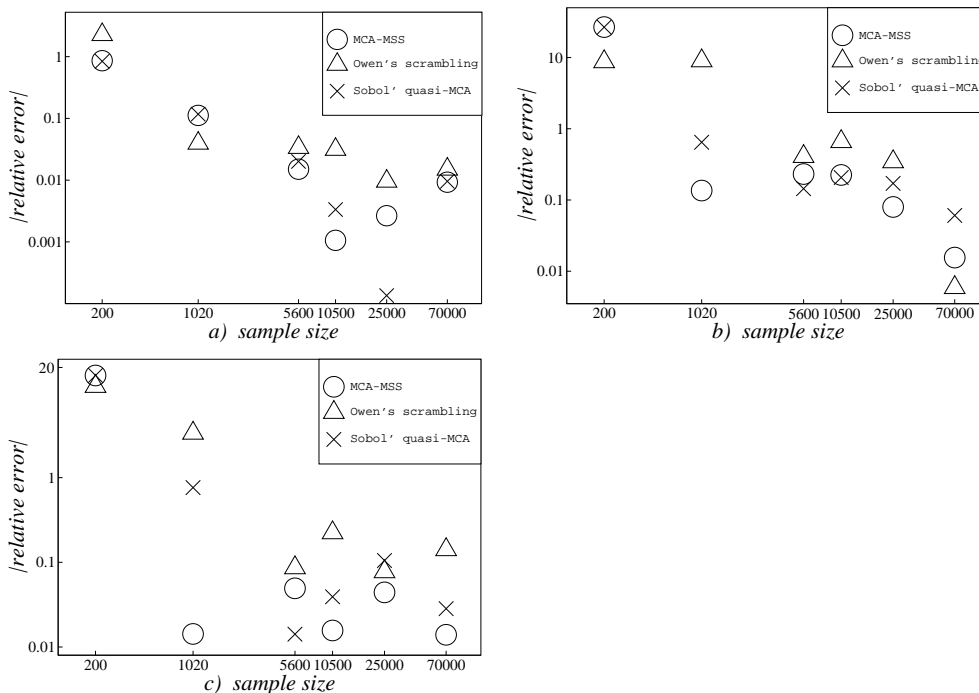 |relative error|
1
0.1
0.01
0.001
MCA-MSS
Owen's scrambling
Sobol' quasi-MCA
200 1020 5600 10500 25000 70000
a) sample size
|relative error|
10
1
0.1
0.01
MCA-MSS
Owen's scrambling
Sobol' quasi-MCA
200 1020 5600 10500 25000 70000
b) sample size
|relative error|
20
1
0.1
0.01
MCA-MSS
Owen's scrambling
Sobol' quasi-MCA
200 1020 5600 10500 25000 70000
c) sample size